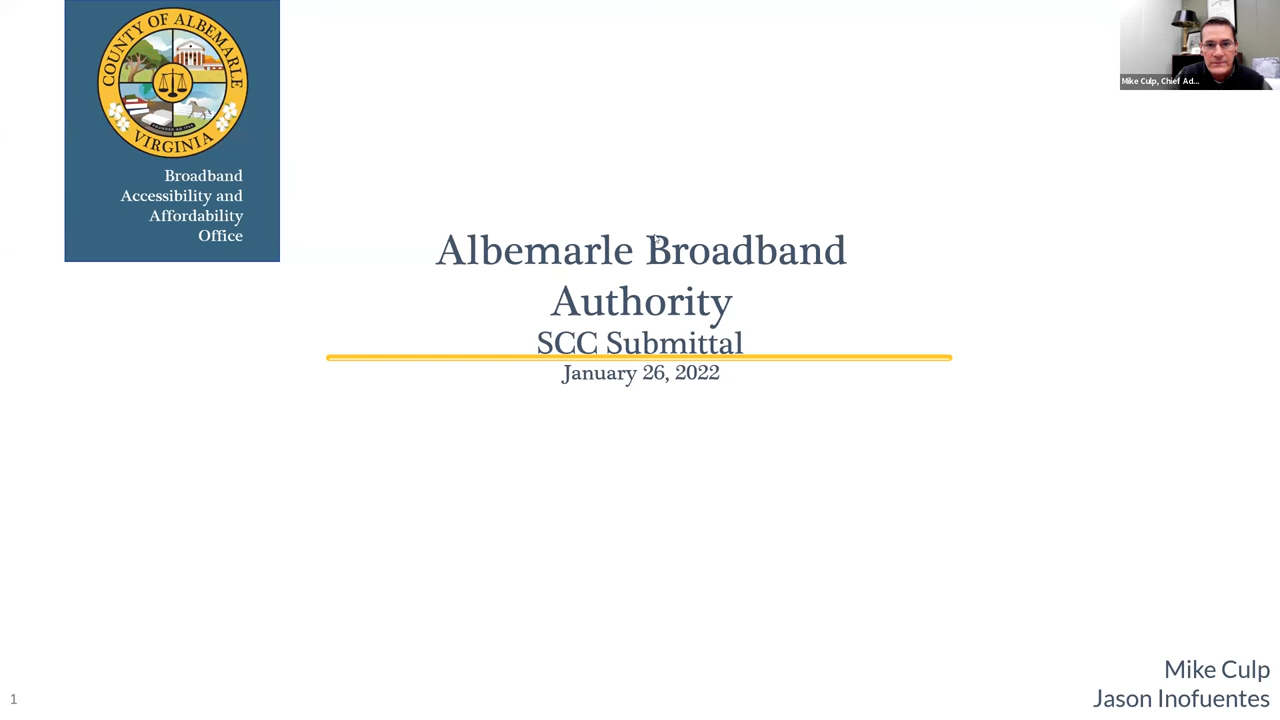 COUNTY OF ALBEMARLE
VIRGINIA
Broadband
Accessibility and
Affordability
Office
Mike Culp, Chief Ad...
Albemarle Broadband
Authority
SCC Submittal
January 26, 2022
Mike Culp
Jason Inofuentes
1